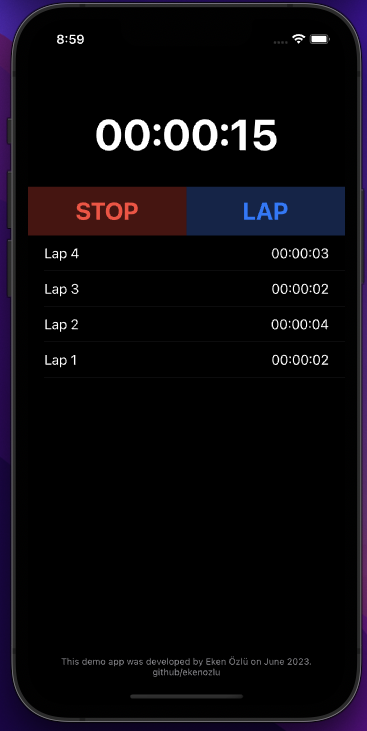 8:59
00:00:15
STOP LAP
Lap 4 00:00:03
Lap 3 00:00:02
Lap 2 00:00:04
Lap 1 00:00:02
This demo app was developed by Eken Özlü on June 2023.
github/ekenozlu